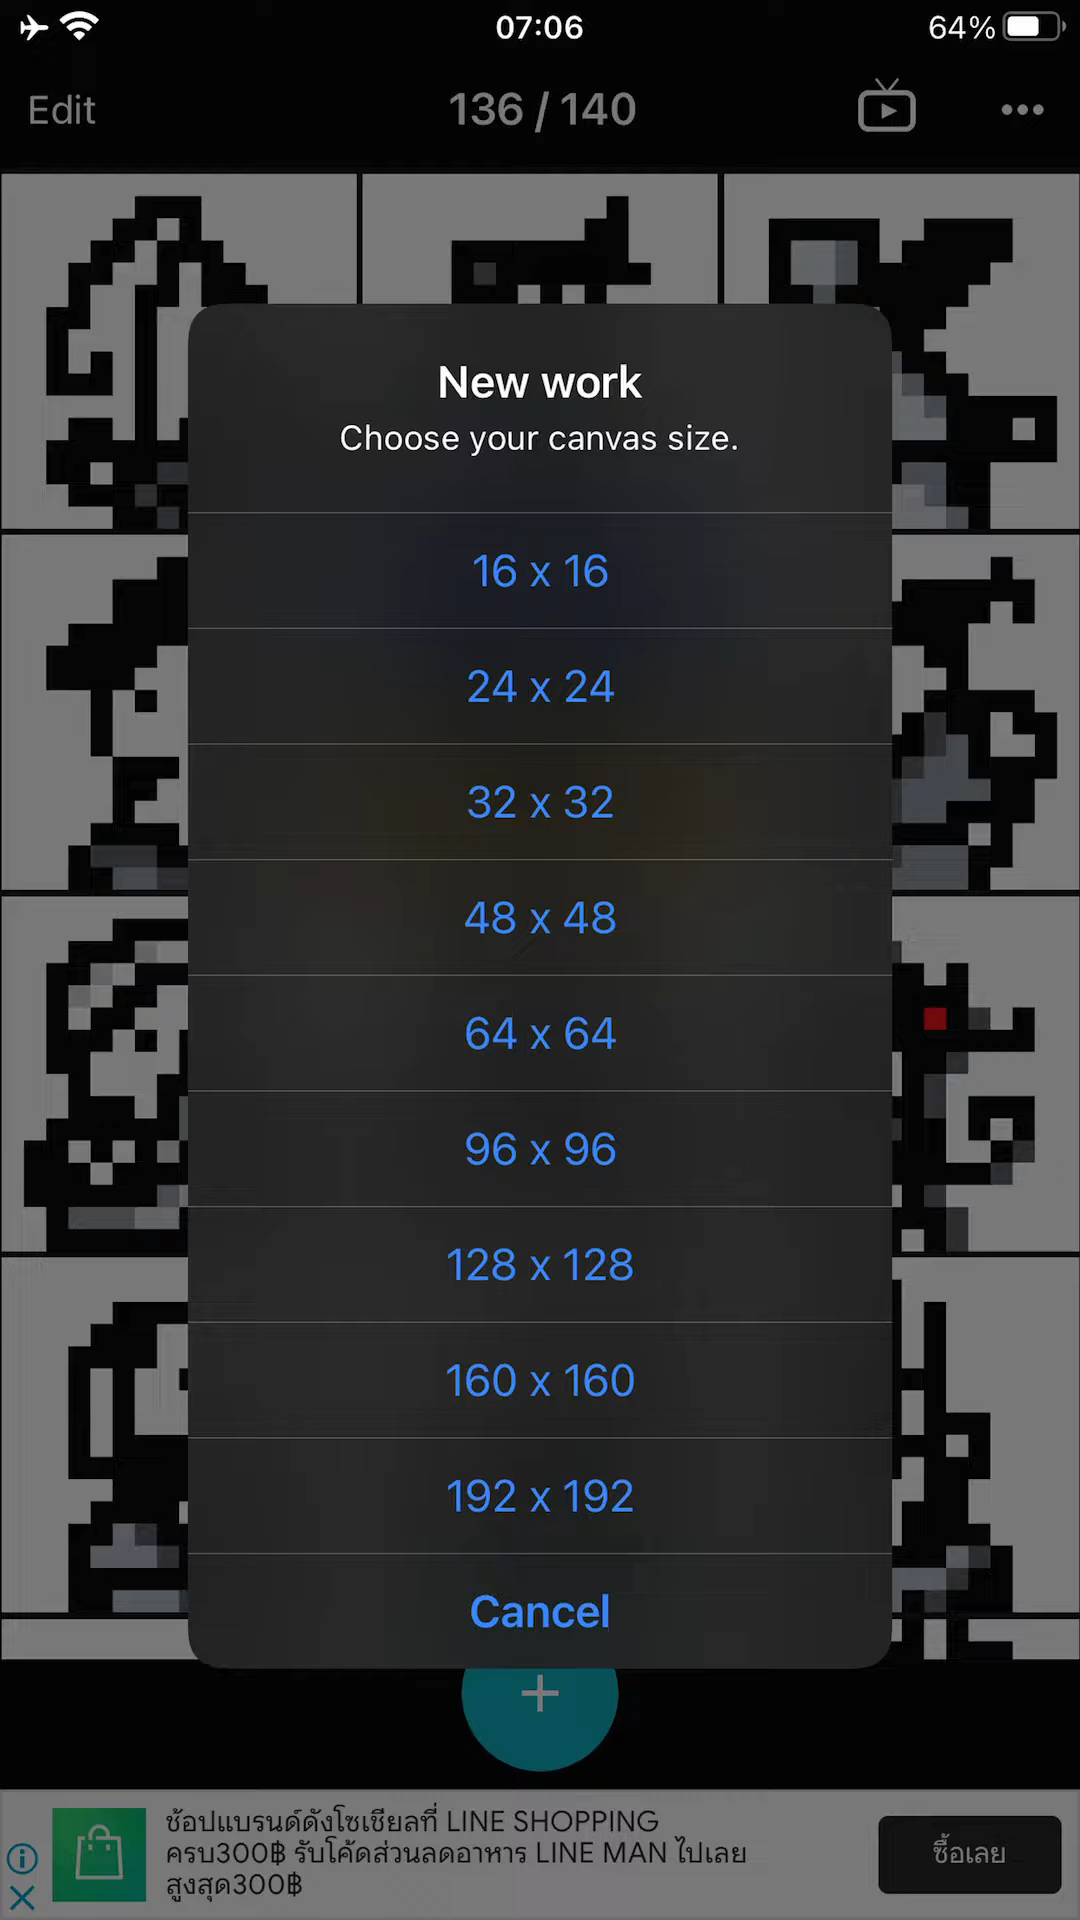 07:06
64%
Edit
136 / 140
•••
New work
Choose your canvas size.
16 x 16
24 x 24
32 x 32
48 x 48
64 x 64
96 x 96
128 x 128
160 x 160
192 x 192
Cancel
+
ช้อปแบรนด์ดังโซเชียลที่ LINE SHOPPING
ครบ300฿ รับโค้ดส่วนลดอาหาร LINE MAN ไปเลย
สูงสุด300฿
ซื้อเลย